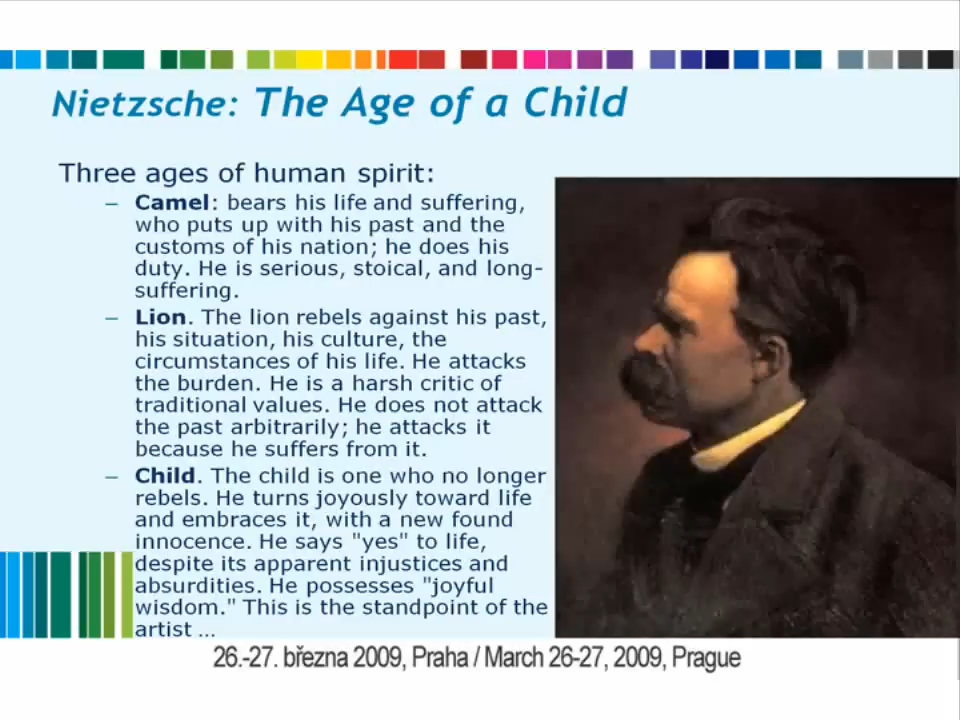 Nietzsche: The Age of a Child
Three ages of human spirit:
– Camel: bears his life and suffering,
who puts up with his past and the
customs of his nation; he does his
duty. He is serious, stoical, and long-
suffering.
– Lion. The lion rebels against his past,
his situation, his culture, the
circumstances of his life. He attacks
the burden. He is a harsh critic of
traditional values. He does not attack
the past arbitrarily; he attacks it
because he suffers from it.
– Child. The child is one who no longer
rebels. He turns joyously toward life
and embraces it, with a new found
innocence. He says "yes" to life,
despite its apparent injustices and
absurdities. He possesses "joyful
wisdom." This is the standpoint of the
artist ...
26.-27. března 2009, Praha / March 26-27, 2009, Prague